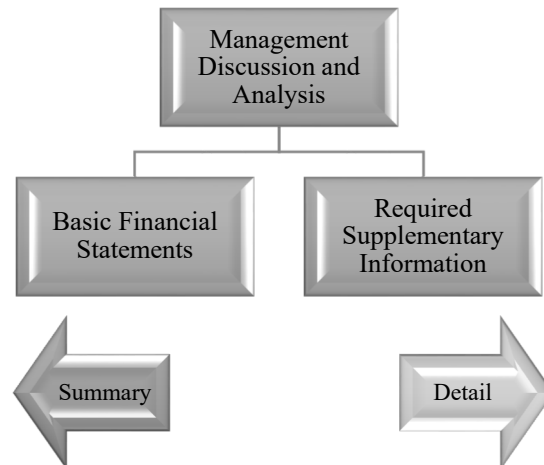 Management
Discussion and
Analysis
Basic Financial
Statements
Required
Supplementary
Information
Summary
Detail